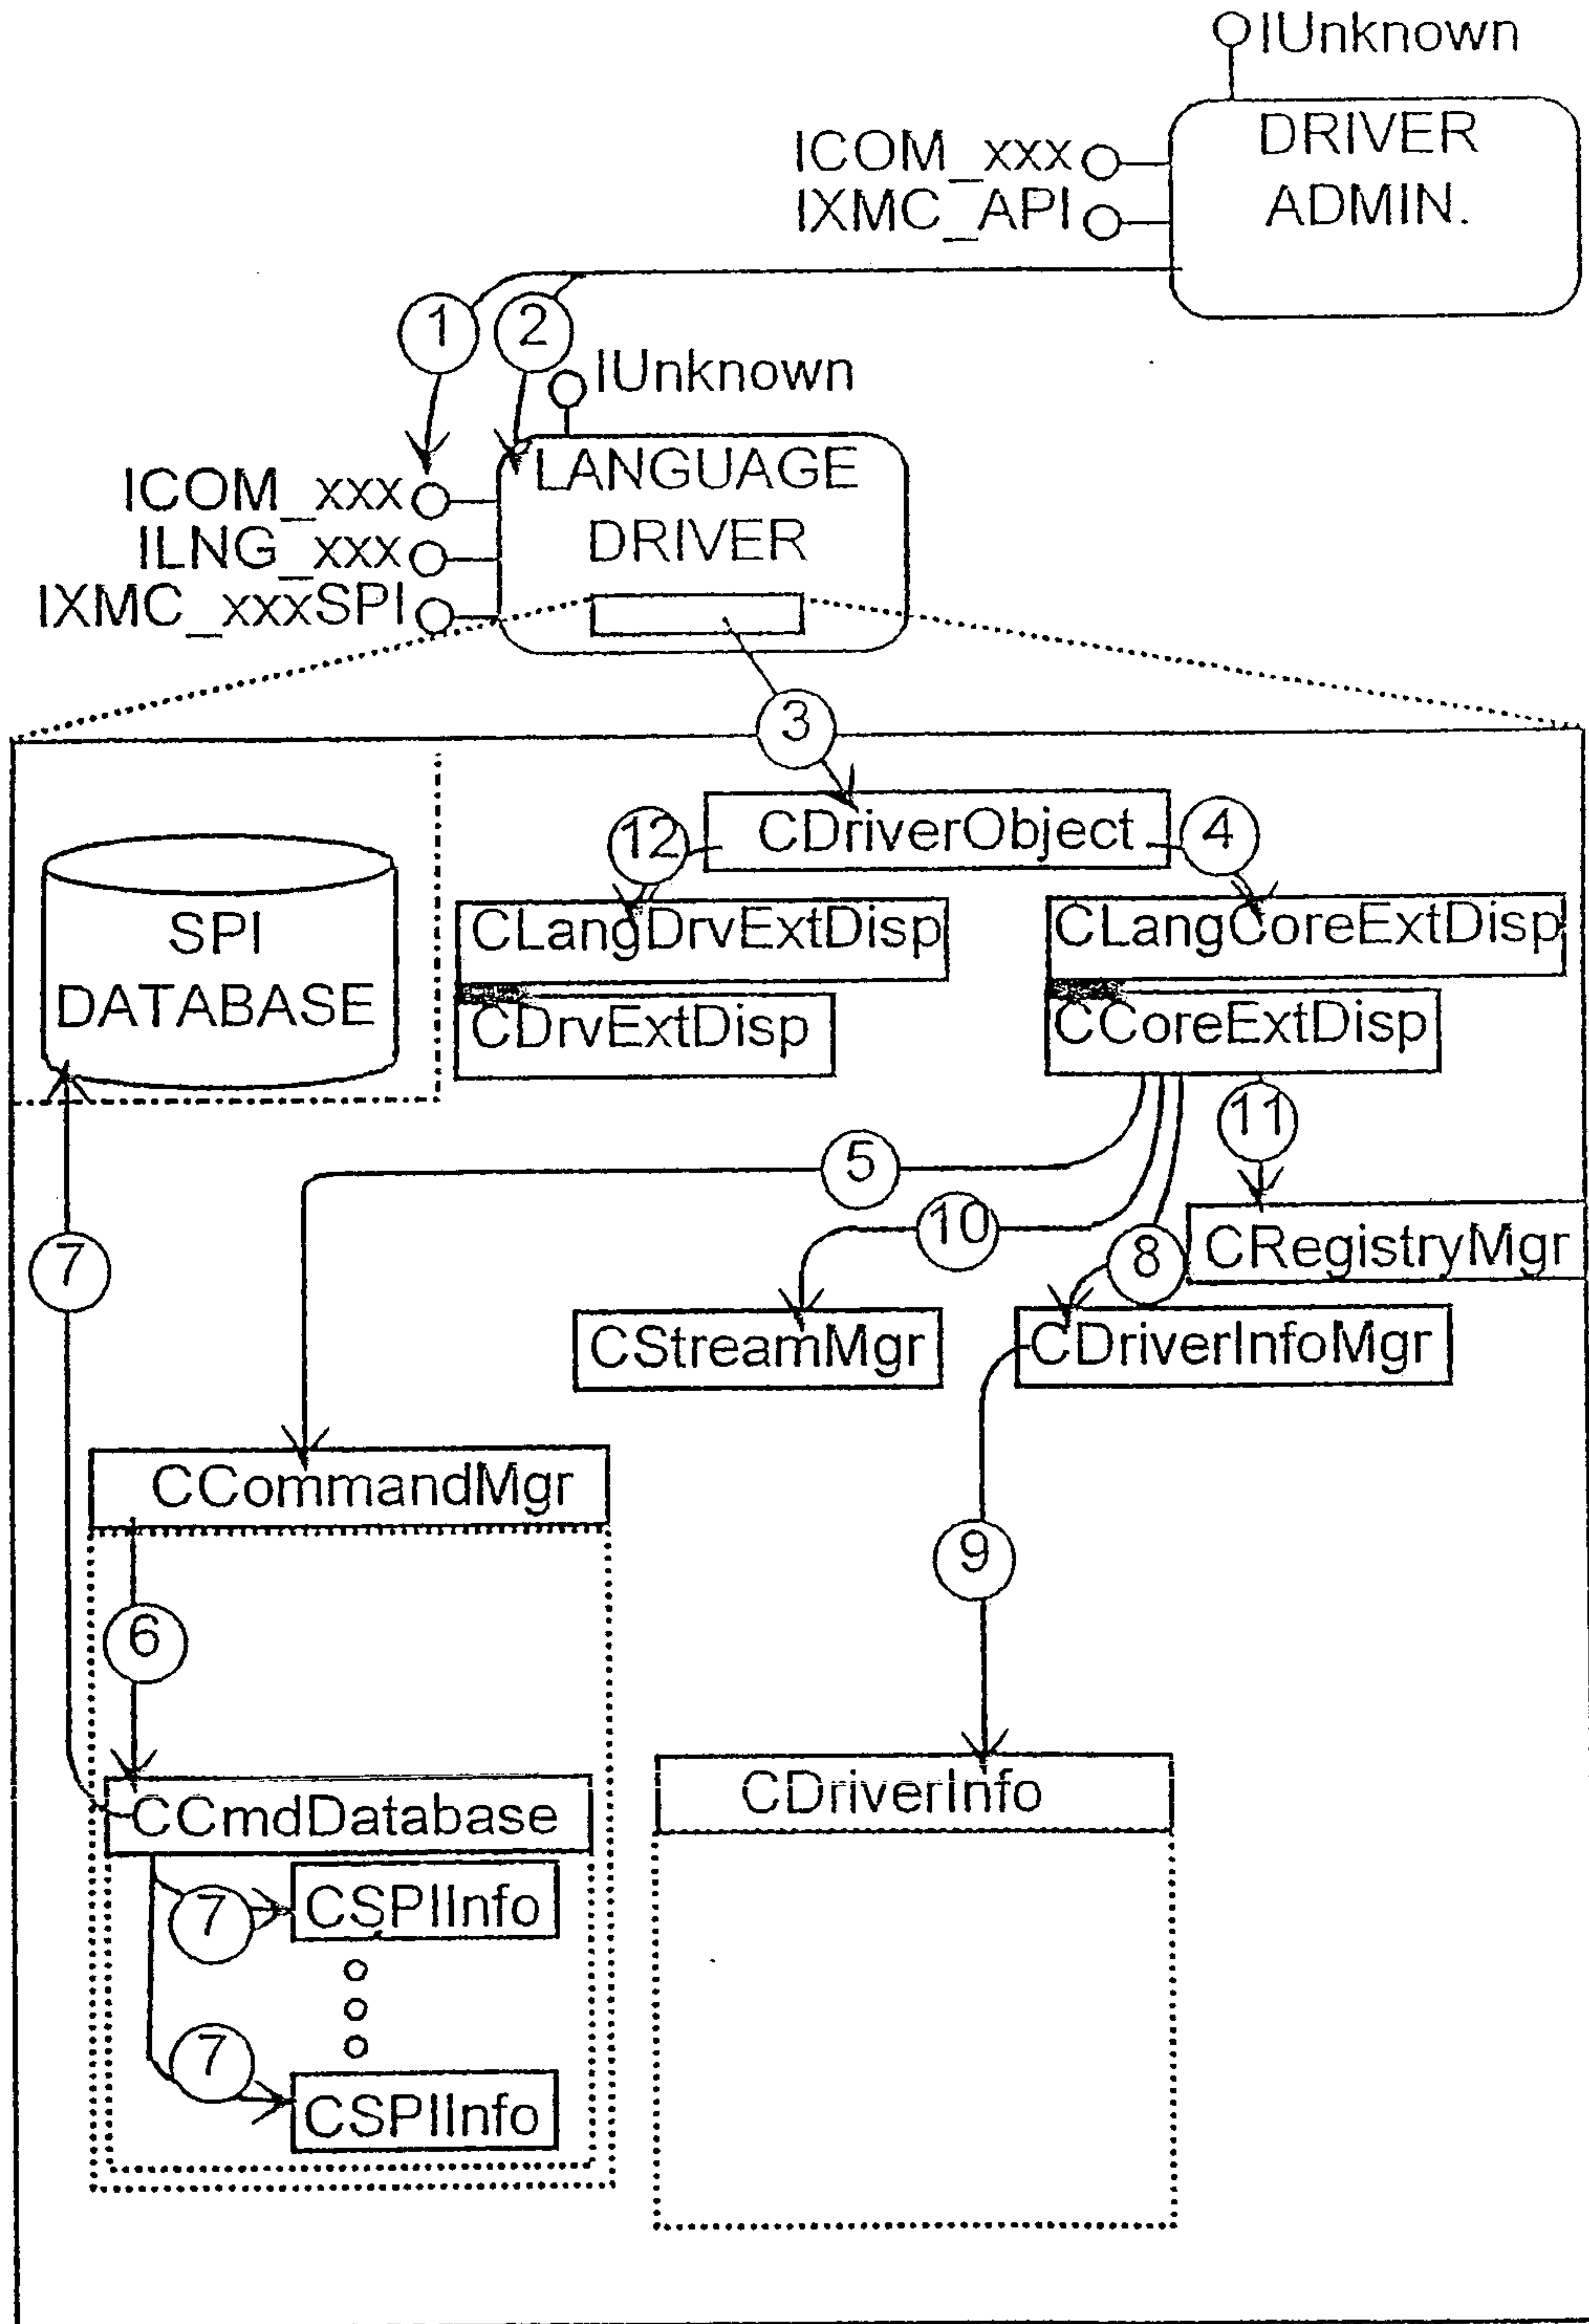 IUnknown
DRIVER
ADMIN.
ICOM_xxx
IXMC_API
1
2
IUnknown
LANGUAGE
DRIVER
ICOM_xxx
ILNG_xxx
IXMC_xxxSPI
3
CDriverObject
12
4
SPI
DATABASE
CLangDrvExtDisp
CDrvExtDisp
CLangCoreExtDisp
CCoreExtDisp
11
5
10
8
7
CRegistryMgr
CStreamMgr
CDriverInfoMgr
CCommandMgr
9
6
CDriverInfo
CCmdDatabase
7
CSPIInfo
7
CSPIInfo